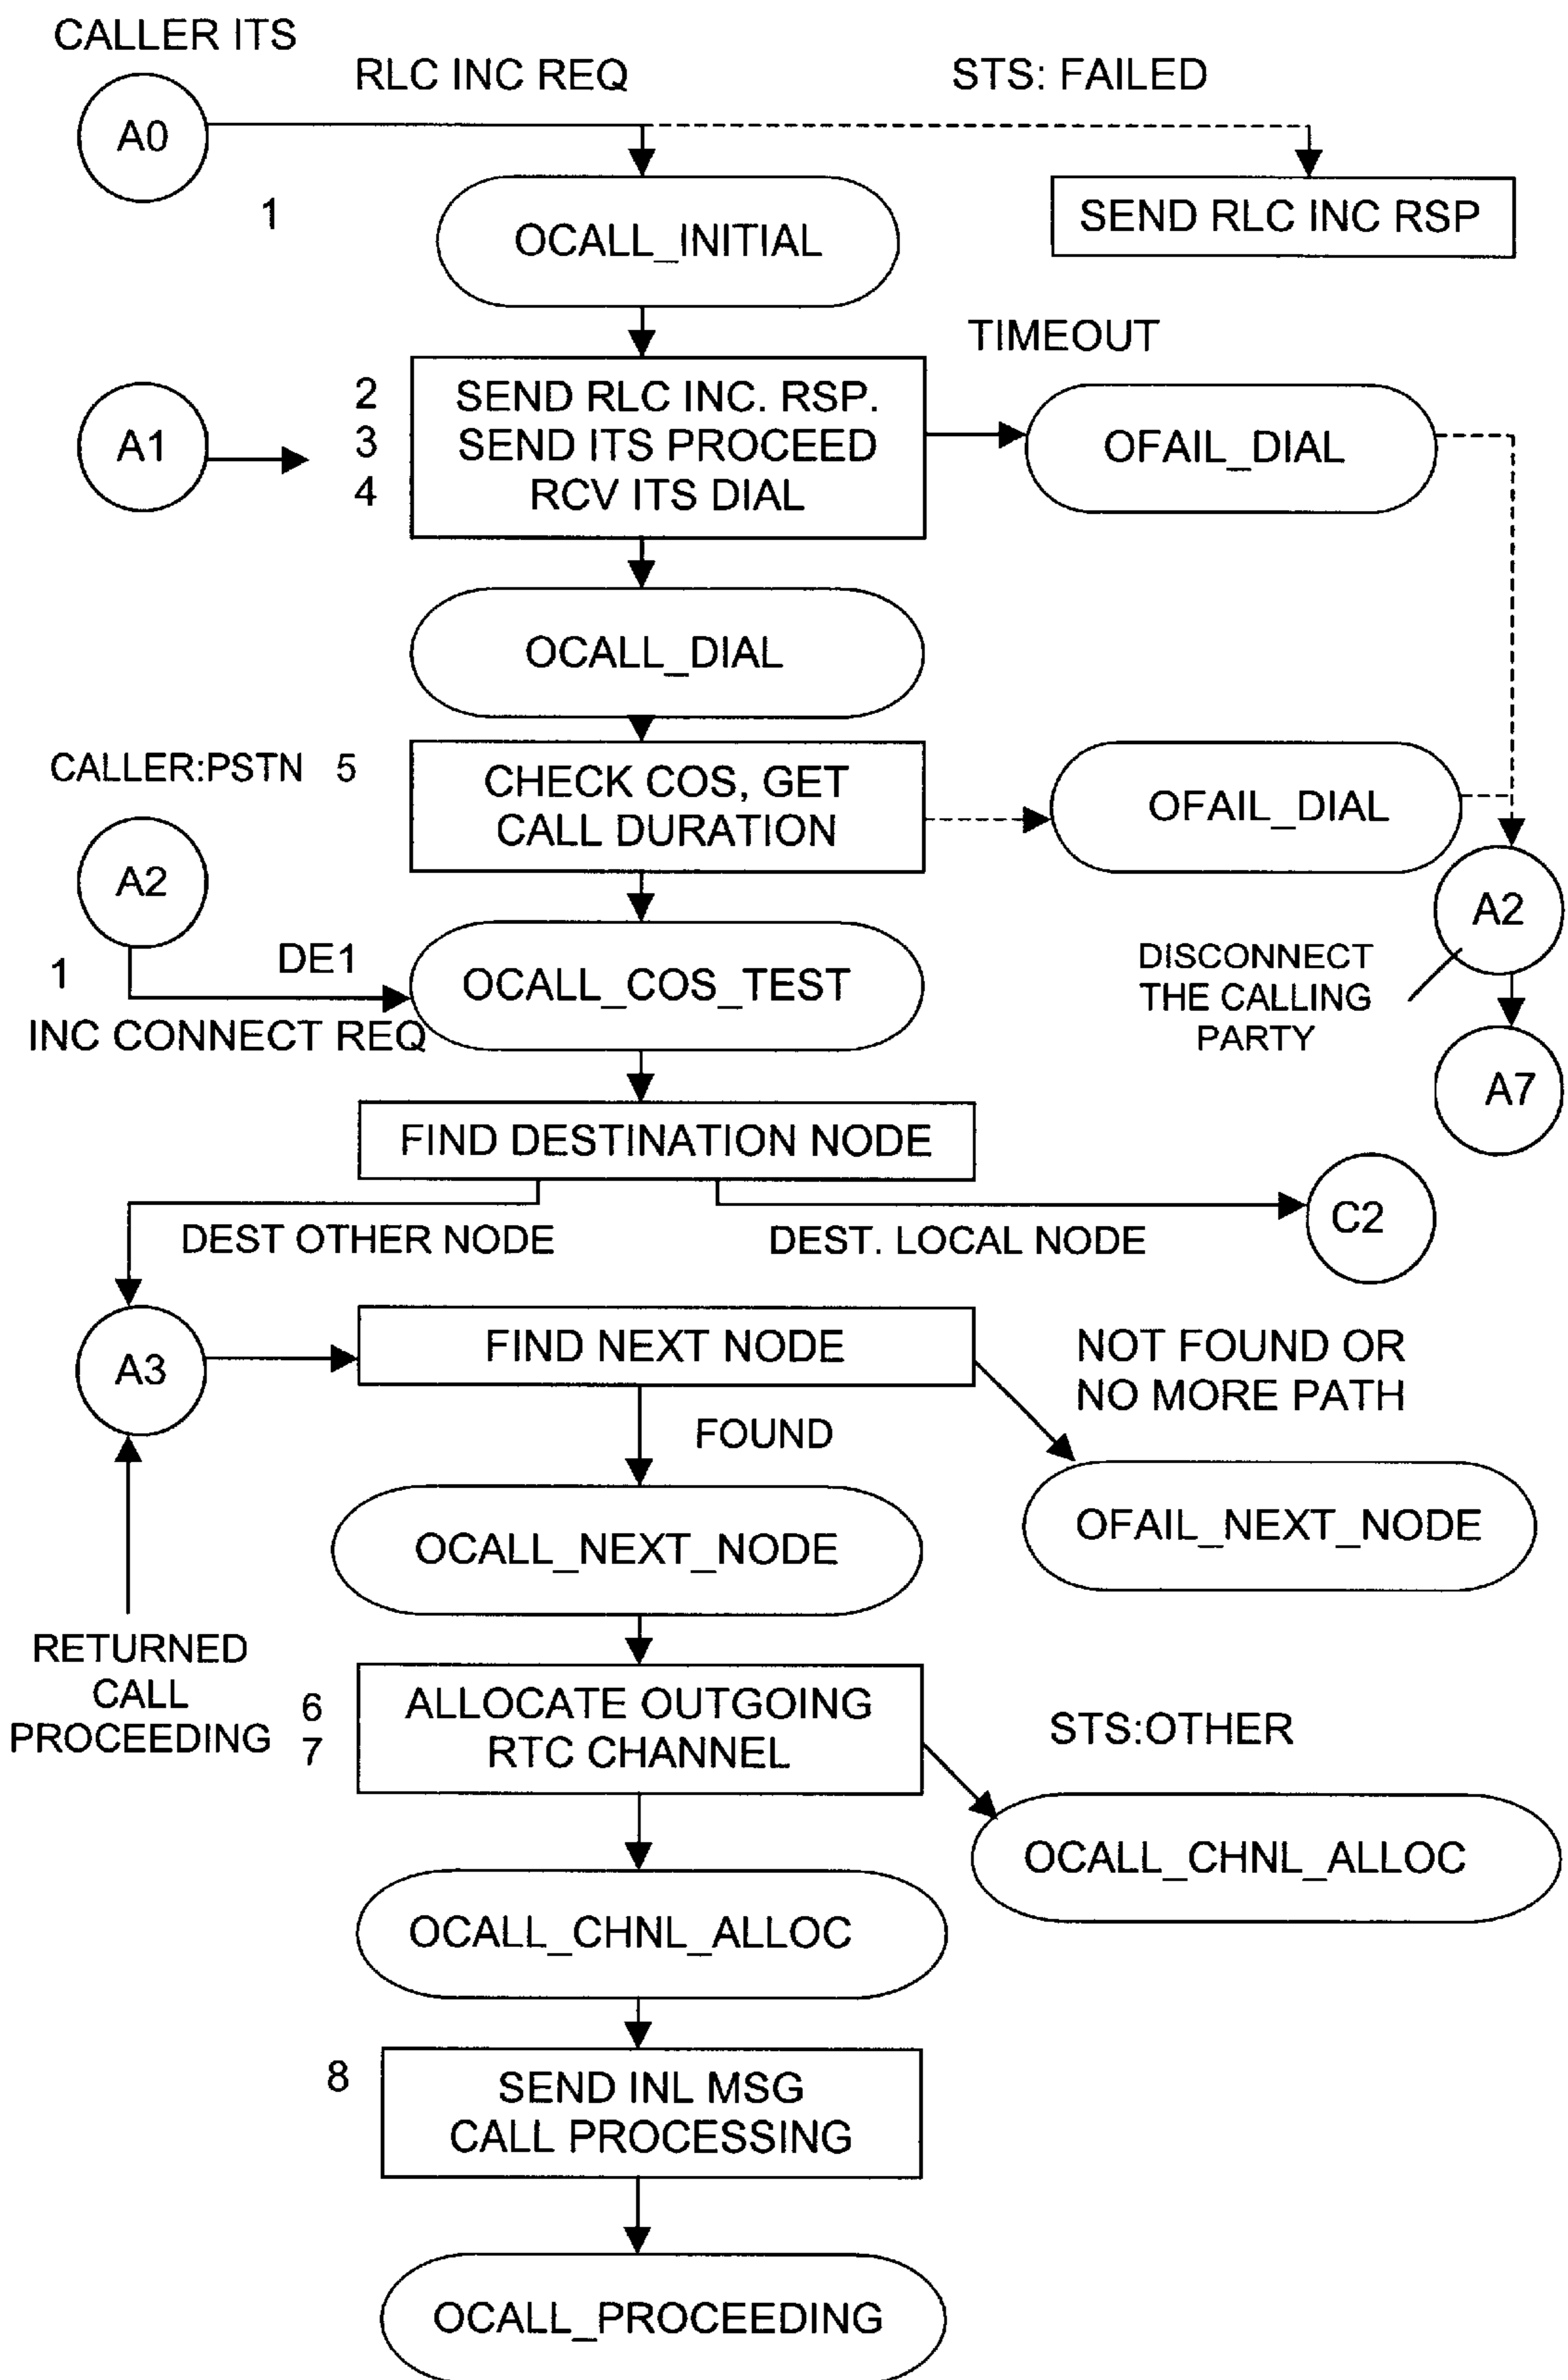 CALLER ITS
RLC INC REQ
STS: FAILED
A0
1
OCALL_INITIAL
SEND RLC INC RSP
TIMEOUT
A1
2
SEND RLC INC. RSP.
3
SEND ITS PROCEED
4
RCV ITS DIAL
OFAIL_DIAL
OCALL_DIAL
CALLER:PSTN 5
CHECK COS, GET
CALL DURATION
OFAIL_DIAL
A2
A2
1
DE1
INC CONNECT REQ
OCALL_COS_TEST
DISCONNECT
THE CALLING
PARTY
A7
FIND DESTINATION NODE
DEST OTHER NODE
DEST. LOCAL NODE
C2
A3
FIND NEXT NODE
NOT FOUND OR
NO MORE PATH
FOUND
OCALL_NEXT_NODE
OFAIL_NEXT_NODE
RETURNED
CALL
PROCEEDING
6
7
ALLOCATE OUTGOING
RTC CHANNEL
STS:OTHER
OCALL_CHNL_ALLOC
OCALL_CHNL_ALLOC
8
SEND INL MSG
CALL PROCESSING
OCALL_PROCEEDING